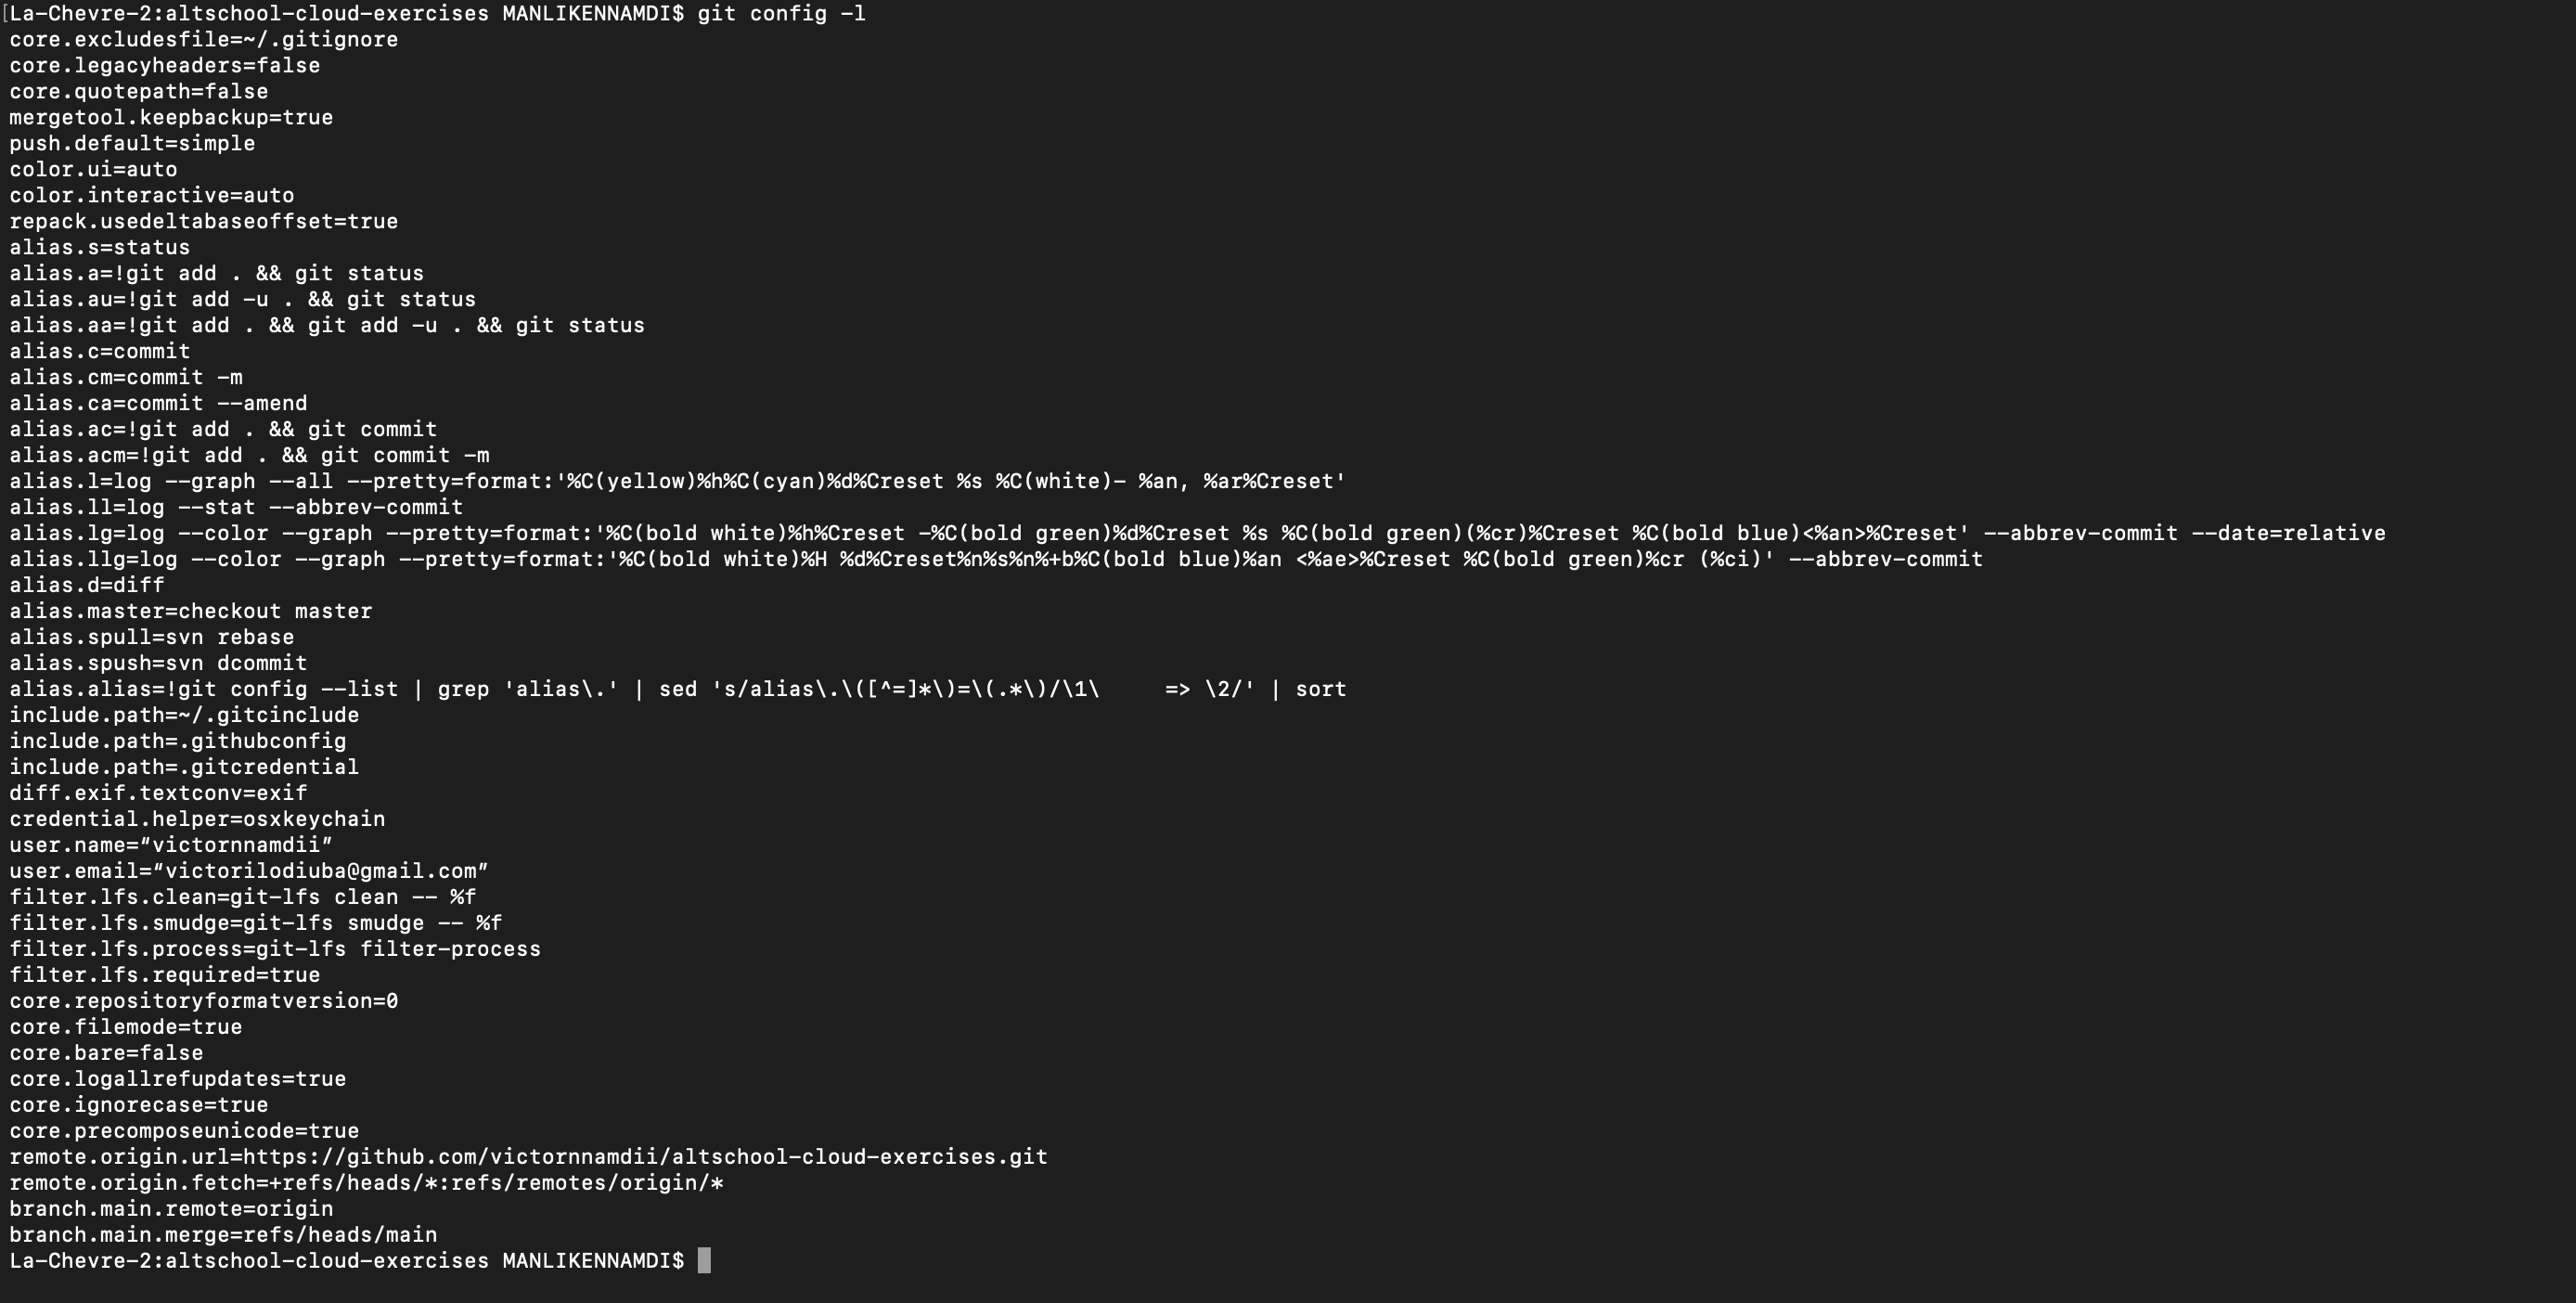 [La-Chevre-2:altschool-cloud-exercises MANLIKENNAMDI$ git config -l
core.excludesfile=~/.gitignore
core.legacyheaders=false
core.quotepath=false
mergetool.keepbackup=true
push.default=simple
color.ui=auto
color.interactive=auto
repack.usedeltabaseoffset=true
alias.s=status
alias.a=!git add . && git status
alias.au=!git add -u . && git status
alias.aa=!git add . && git add -u . && git status
alias.c=commit
alias.cm=commit -m
alias.ca=commit --amend
alias.ac=!git add . && git commit
alias.acm=!git add . && git commit -m
alias.l=log --graph --all --pretty=format:'%C(yellow)%h%C(cyan)%d%Creset %s %C(white)- %an, %ar%Creset'
alias.ll=log --stat --abbrev-commit
alias.lg=log --color --graph --pretty=format:'%C(bold white)%h%Creset -%C(bold green)%d%Creset %s %C(bold green)(%cr)%Creset %C(bold blue)<%an>%Creset' --abbrev-commit --date=relative
alias.llg=log --color --graph --pretty=format:'%C(bold white)%H %d%Creset%n%s%n%+b%C(bold blue)%an <%ae>%Creset %C(bold green)%cr (%ci)' --abbrev-commit
alias.d=diff
alias.master=checkout master
alias.spull=svn rebase
alias.spush=svn dcommit
alias.alias=!git config --list | grep 'alias\.' | sed 's/alias\.\([^=]*\)=\(.*\)/\1\     => \2/' | sort
include.path=~/.gitcinclude
include.path=.githubconfig
include.path=.gitcredential
diff.exif.textconv=exif
credential.helper=osxkeychain
user.name=“victornnamdii”
user.email=“victorilodiuba@gmail.com”
filter.lfs.clean=git-lfs clean -- %f
filter.lfs.smudge=git-lfs smudge -- %f
filter.lfs.process=git-lfs filter-process
filter.lfs.required=true
core.repositoryformatversion=0
core.filemode=true
core.bare=false
core.logallrefupdates=true
core.ignorecase=true
core.precomposeunicode=true
remote.origin.url=https://github.com/victornnamdii/altschool-cloud-exercises.git
remote.origin.fetch=+refs/heads/*:refs/remotes/origin/*
branch.main.remote=origin
branch.main.merge=refs/heads/main
La-Chevre-2:altschool-cloud-exercises MANLIKENNAMDI$